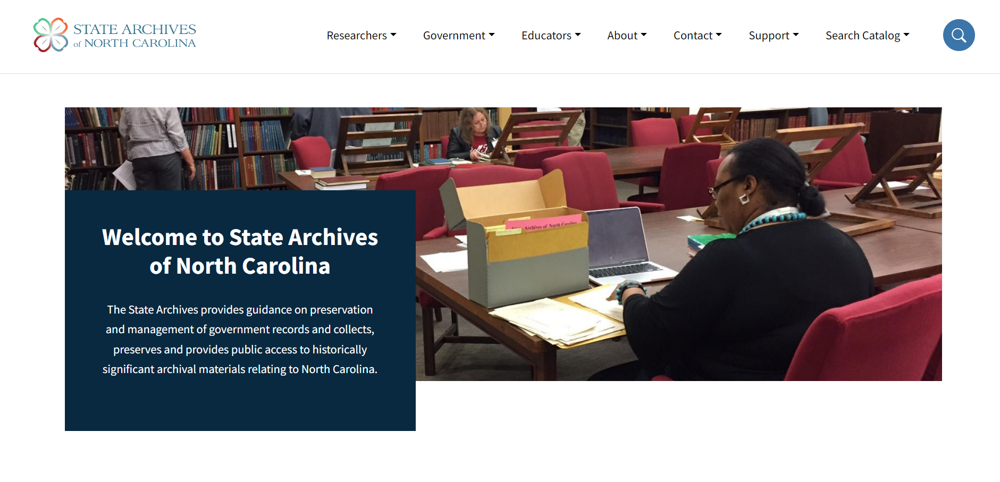 STATE ARCHIVES
of NORTH CAROLINA
Researchers
Government
Educators
About
Contact
Support
Search Catalog
State Archives of North Carolina
Welcome to State Archives
of North Carolina
The State Archives provides guidance on preservation
and management of government records and collects,
preserves and provides public access to historically
significant archival materials relating to North Carolina.